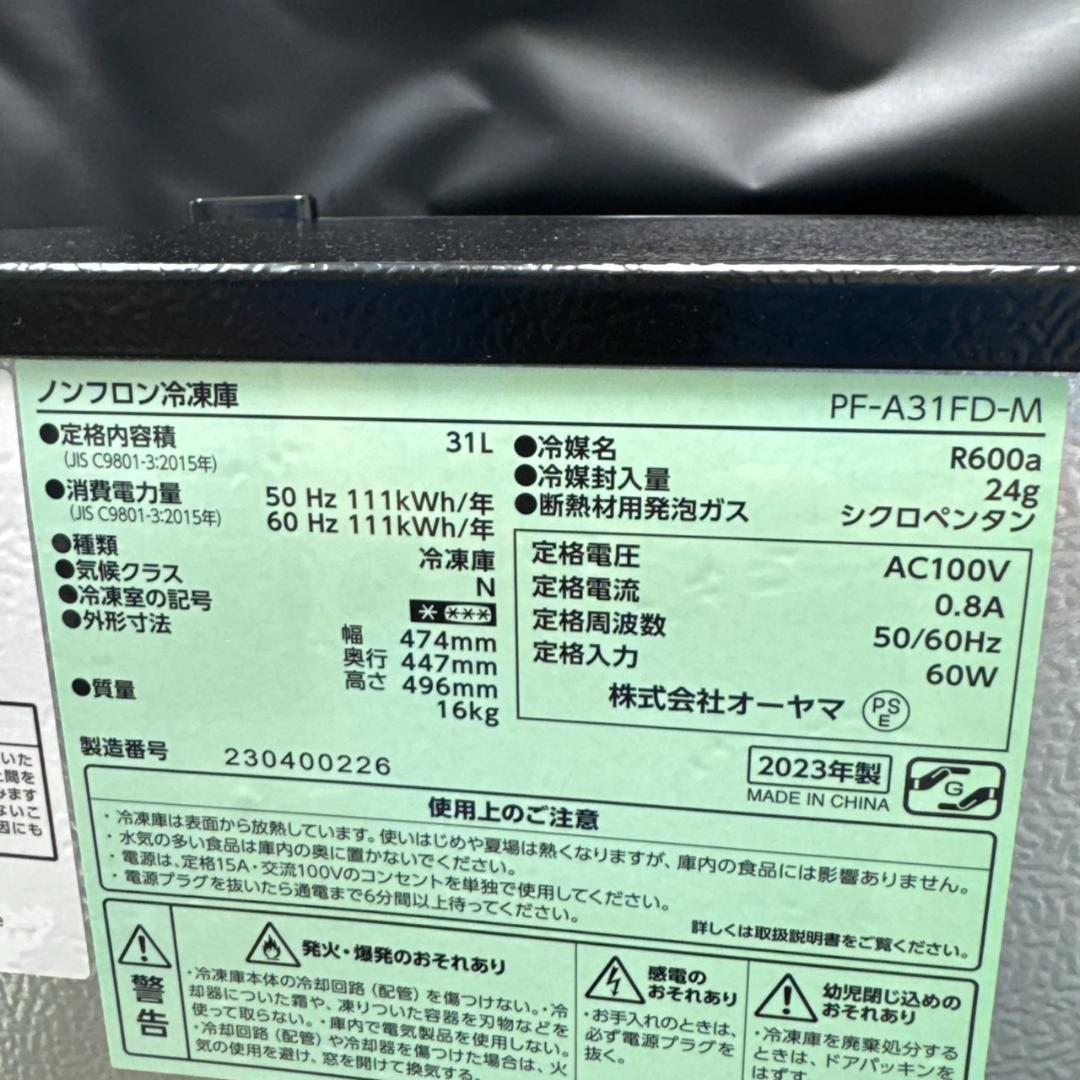 ノンフロン冷凍庫
PF-A31FD-M
●定格内容積 31L
(JIS C9801-3:2015年)
●消費電力量 50 Hz 111kWh/年
(JIS C9801-3:2015年) 60 Hz 111kWh/年
●種類 冷凍庫
●気候クラス N
●冷凍室の記号 * ***
●外形寸法 幅 474mm
奥行 447mm
高さ 496mm
●質量 16kg
●冷媒名 R600a
●冷媒封入量 24g
●断熱材用発泡ガス シクロペンタン
定格電圧 AC100V
定格電流 0.8A
定格周波数 50/60Hz
定格入力 60W
株式会社オーヤマ PSE
製造番号 230400226
2023年製
MADE IN CHINA
G
使用上のご注意
・冷凍庫は表面から放熱しています。使いはじめや夏場は熱くなりますが、庫内の食品には影響ありません。
・水気の多い食品は庫内の奥に置かないでください。
・電源は、定格15A・交流100Vのコンセントを単独で使用してください。
・電源プラグを抜いたら通電まで6分間以上待ってください。
詳しくは取扱説明書をご覧ください。
警告
発火・爆発のおそれあり
・冷凍庫本体の冷却回路（配管）を傷つけない。・冷
却器についた霜や、凍りついた容器を刃物などを
使って取らない。・庫内で電気製品を使用しない。
・冷却回路（配管）や冷却器を傷つけた場合は、火
気の使用を避け、窓を開けて換気する。
感電の
おそれあり
・お手入れのときは、
必ず電源プラグを
抜く。
幼児閉じ込めの
おそれあり
・冷凍庫を廃棄処分する
ときは、ドアパッキンを
はずす
いた
間を
みます
ないこ
因にも
e